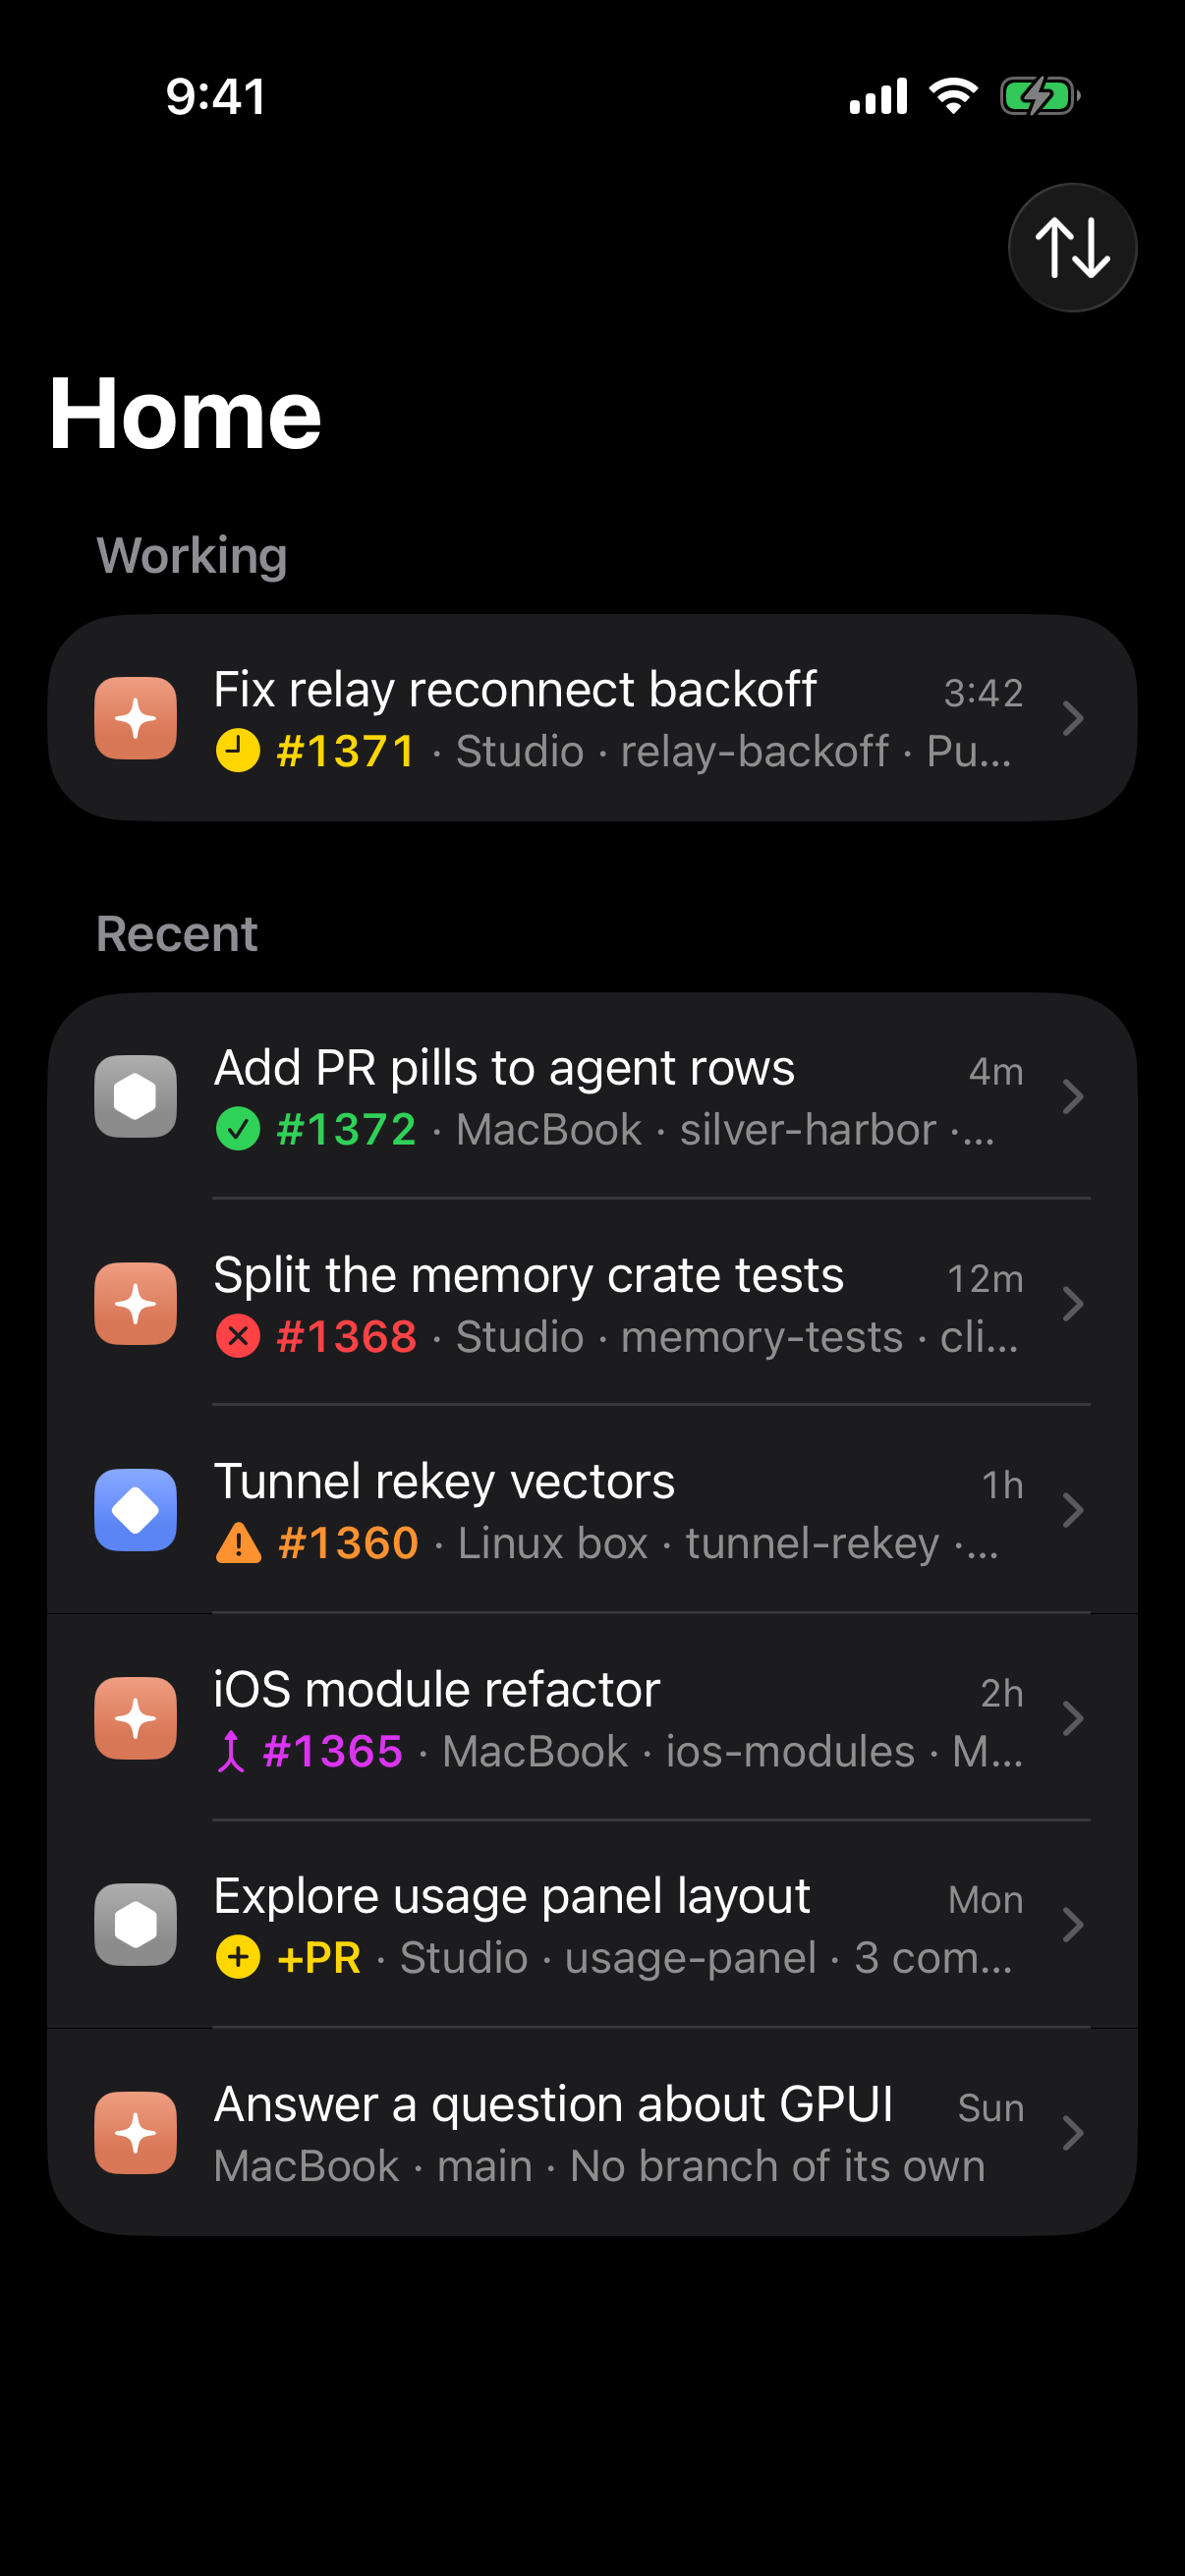 9:41
Home
Working
Fix relay reconnect backoff 3:42
#1371 · Studio · relay-backoff · Pu...
Recent
Add PR pills to agent rows 4m
#1372 · MacBook · silver-harbor ·...
Split the memory crate tests 12m
#1368 · Studio · memory-tests · cli...
Tunnel rekey vectors 1h
#1360 · Linux box · tunnel-rekey ·...
iOS module refactor 2h
#1365 · MacBook · ios-modules · M...
Explore usage panel layout Mon
+PR · Studio · usage-panel · 3 com...
Answer a question about GPUI Sun
MacBook · main · No branch of its own